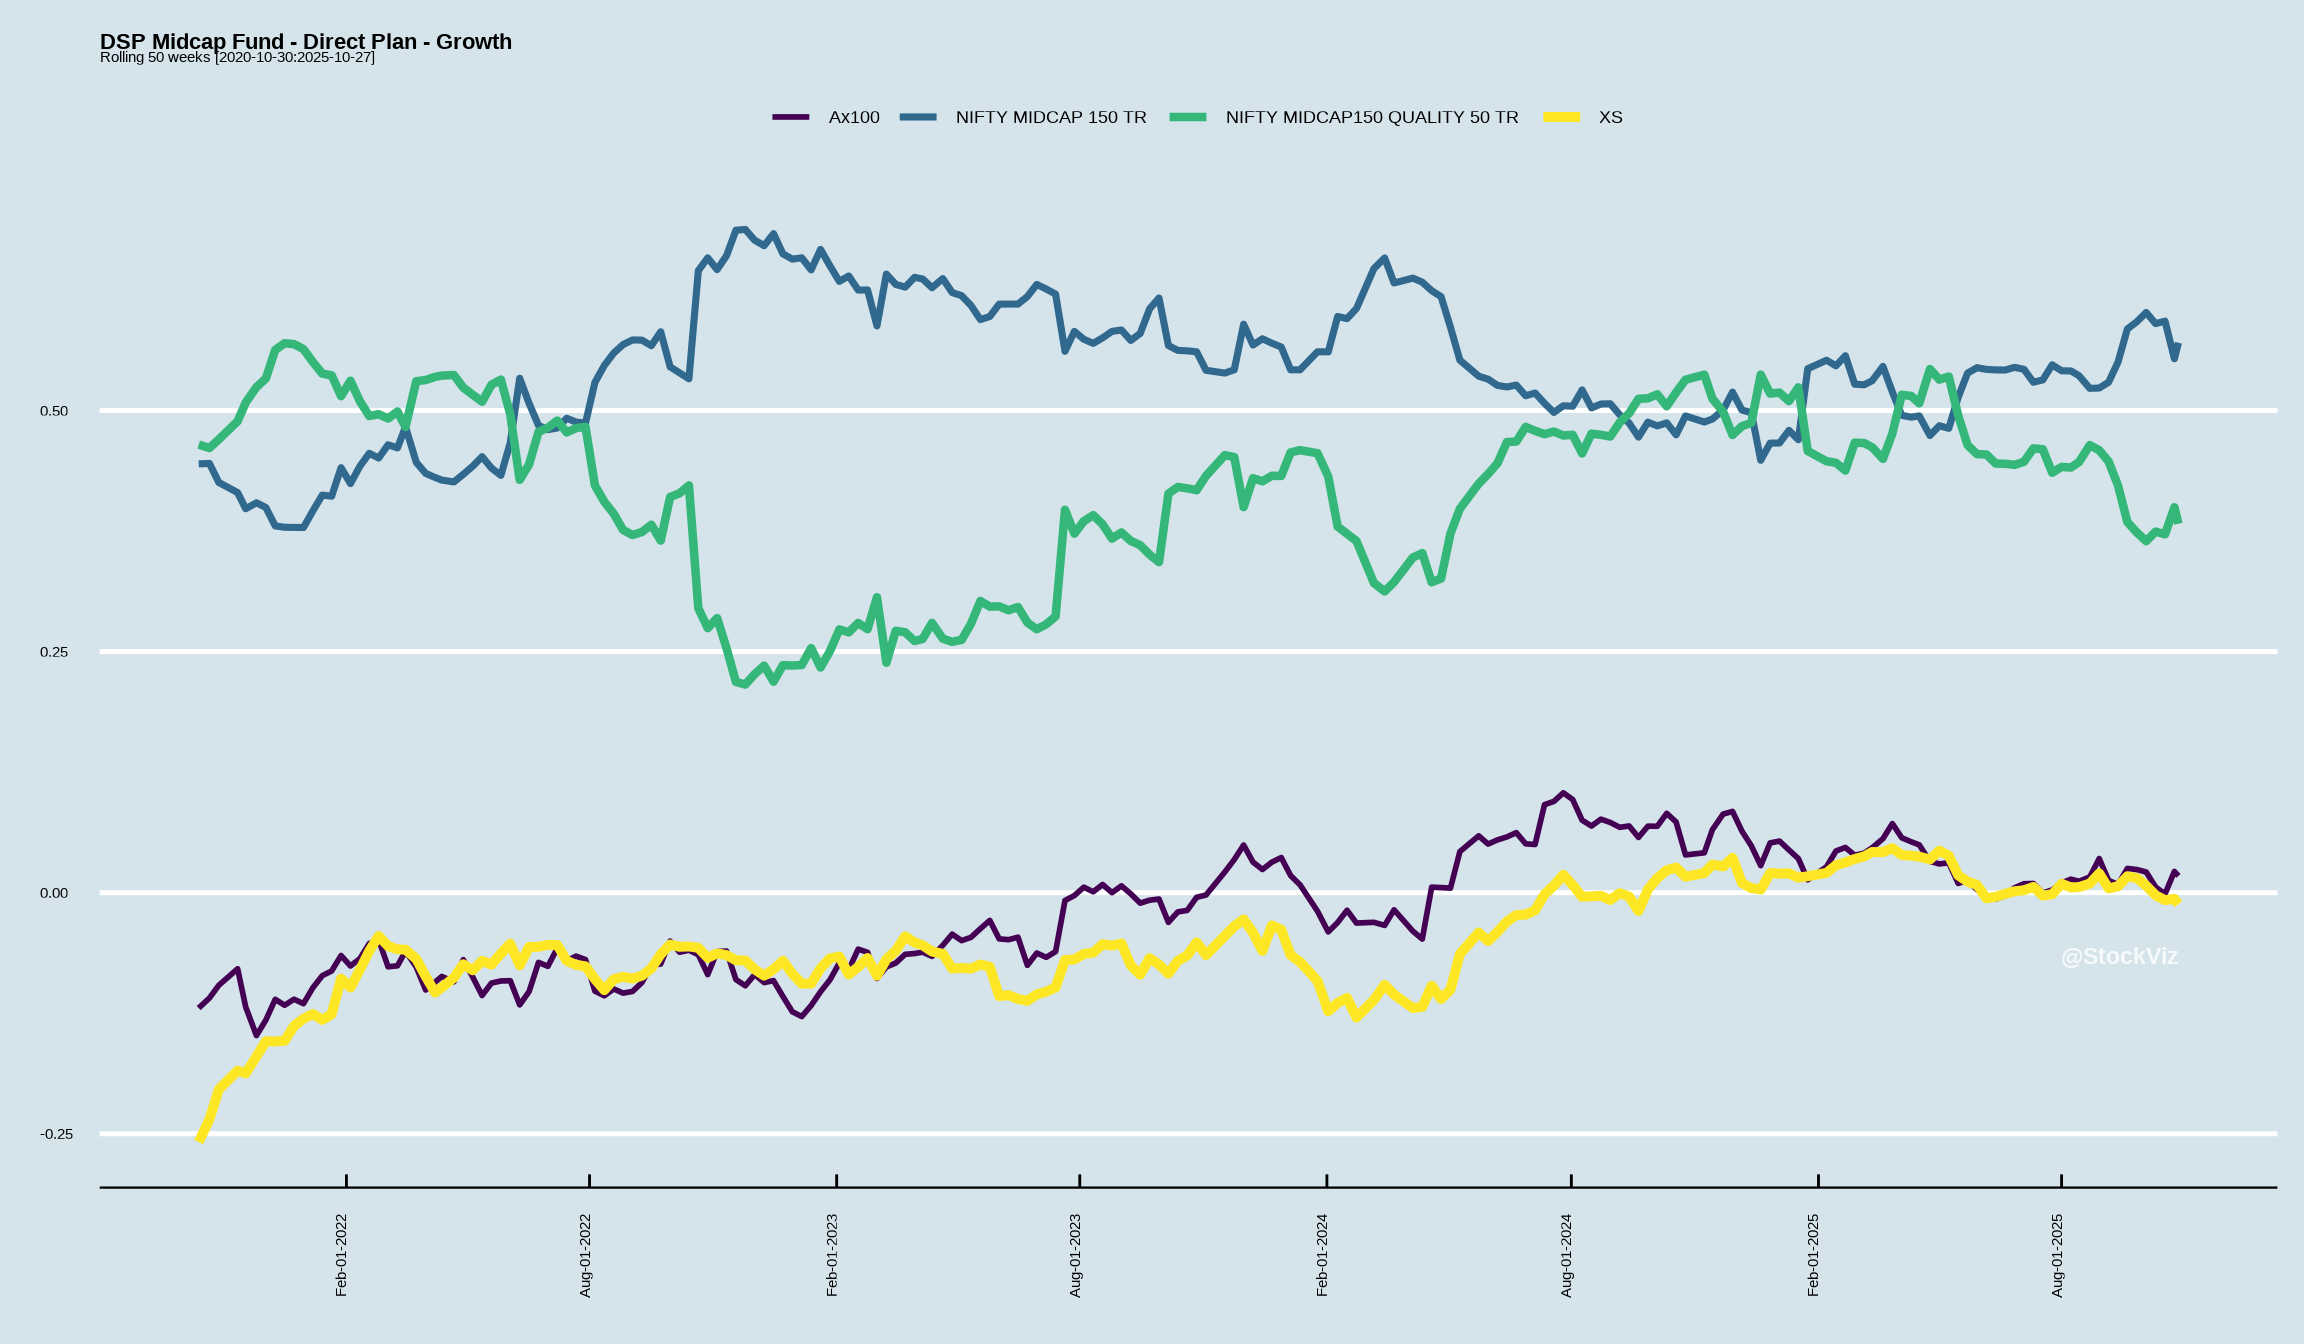 DSP Midcap Fund - Direct Plan - Growth
Rolling 50 weeks [2020-10-30:2025-10-27]
Ax100 NIFTY MIDCAP 150 TR NIFTY MIDCAP150 QUALITY 50 TR XS
0.50
0.25
0.00
@StockViz
-0.25
Feb-01-2022 Aug-01-2022 Feb-01-2023 Aug-01-2023 Feb-01-2024 Aug-01-2024 Feb-01-2025 Aug-01-2025